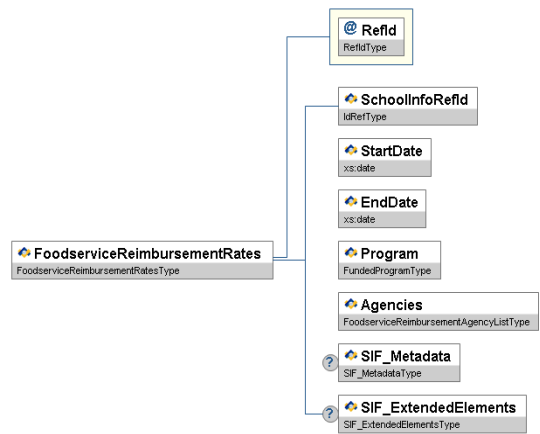 @ RefId
RefIdType
SchoolInfoRefId
IdRefType
StartDate
xs:date
EndDate
xs:date
FoodserviceReimbursementRates
FoodserviceReimbursementRatesType
Program
FundedProgramType
Agencies
FoodserviceReimbursementAgencyListType
? SIF_Metadata
SIF_MetadataType
? SIF_ExtendedElements
SIF_ExtendedElementsType